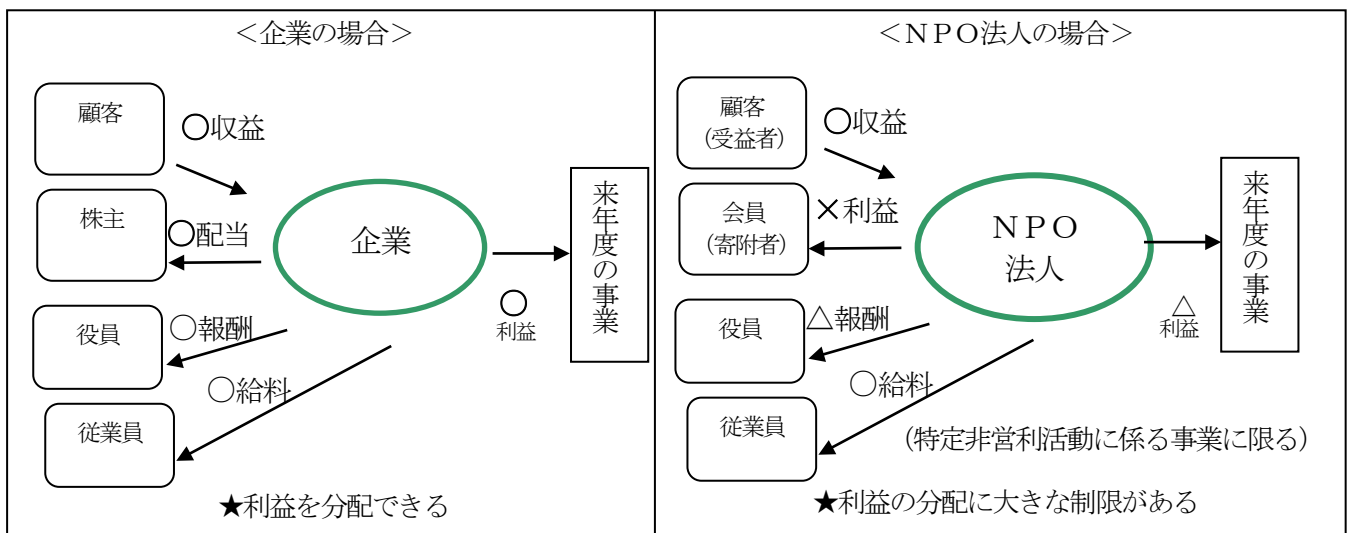 ＜企業の場合＞
顧客
○収益
株主
○配当
企業
役員
○報酬
従業員
○給料
○
利益
来年度の事業
★利益を分配できる
＜ＮＰＯ法人の場合＞
顧客
（受益者）
○収益
会員
（寄附者）
×利益
ＮＰＯ
法人
役員
△報酬
従業員
○給料
△
利益
来年度の事業
（特定非営利活動に係る事業に限る）
★利益の分配に大きな制限がある